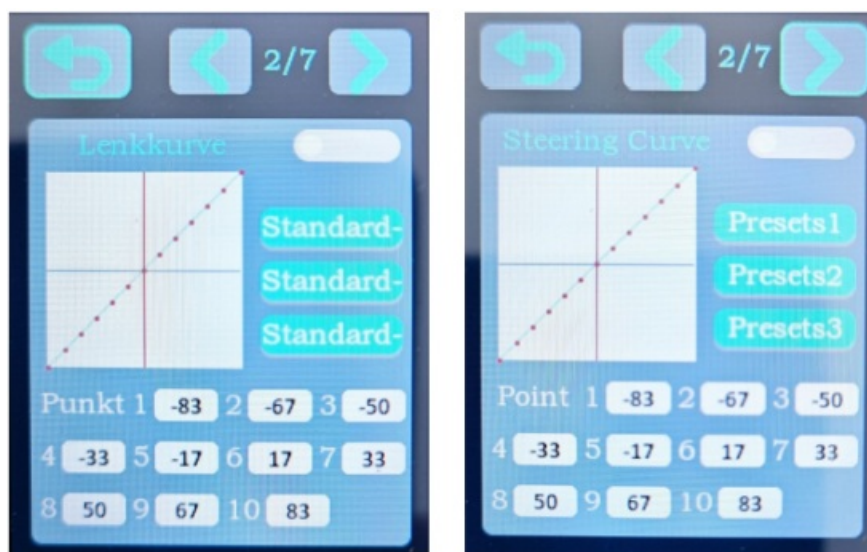 2/7
Lenkkurve
Standard-
Standard-
Standard-
Punkt 1 -83 2 -67 3 -50
4 -33 5 -17 6 17 7 33
8 50 9 67 10 83
2/7
Steering Curve
Presets1
Presets2
Presets3
Point 1 -83 2 -67 3 -50
4 -33 5 -17 6 17 7 33
8 50 9 67 10 83